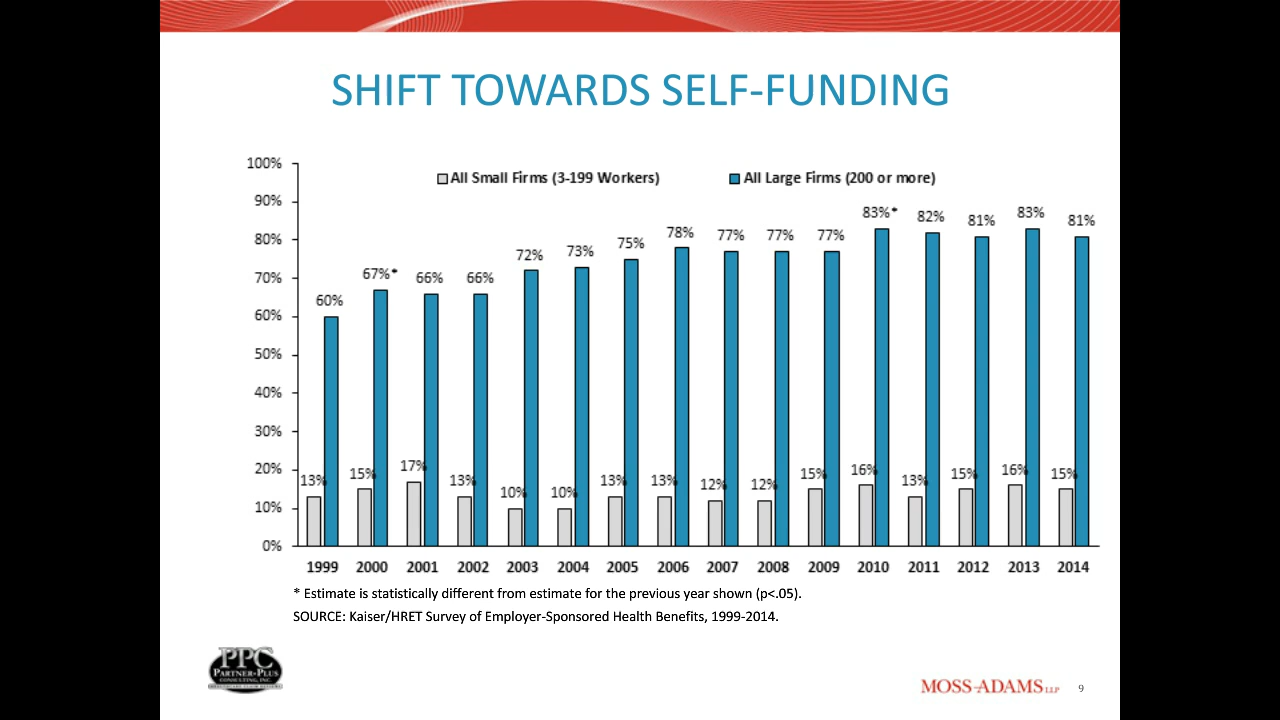 SHIFT TOWARDS SELF-FUNDING
All Small Firms (3-199 Workers) All Large Firms (200 or more)
100%
90%
80%
70%
60%
50%
40%
30%
20%
10%
0%
60% 67%* 66% 66% 72% 73% 75% 78% 77% 77% 77% 83%* 82% 81% 83% 81%
13% 15% 17% 13% 10% 10% 13% 13% 12% 12% 15% 16% 13% 15% 16% 15%
1999 2000 2001 2002 2003 2004 2005 2006 2007 2008 2009 2010 2011 2012 2013 2014
* Estimate is statistically different from estimate for the previous year shown (p<.05).
SOURCE: Kaiser/HRET Survey of Employer-Sponsored Health Benefits, 1999-2014.
PPC
PARTNER-PLUS
CONSULTING, INC.
MOSS-ADAMS LLP 9